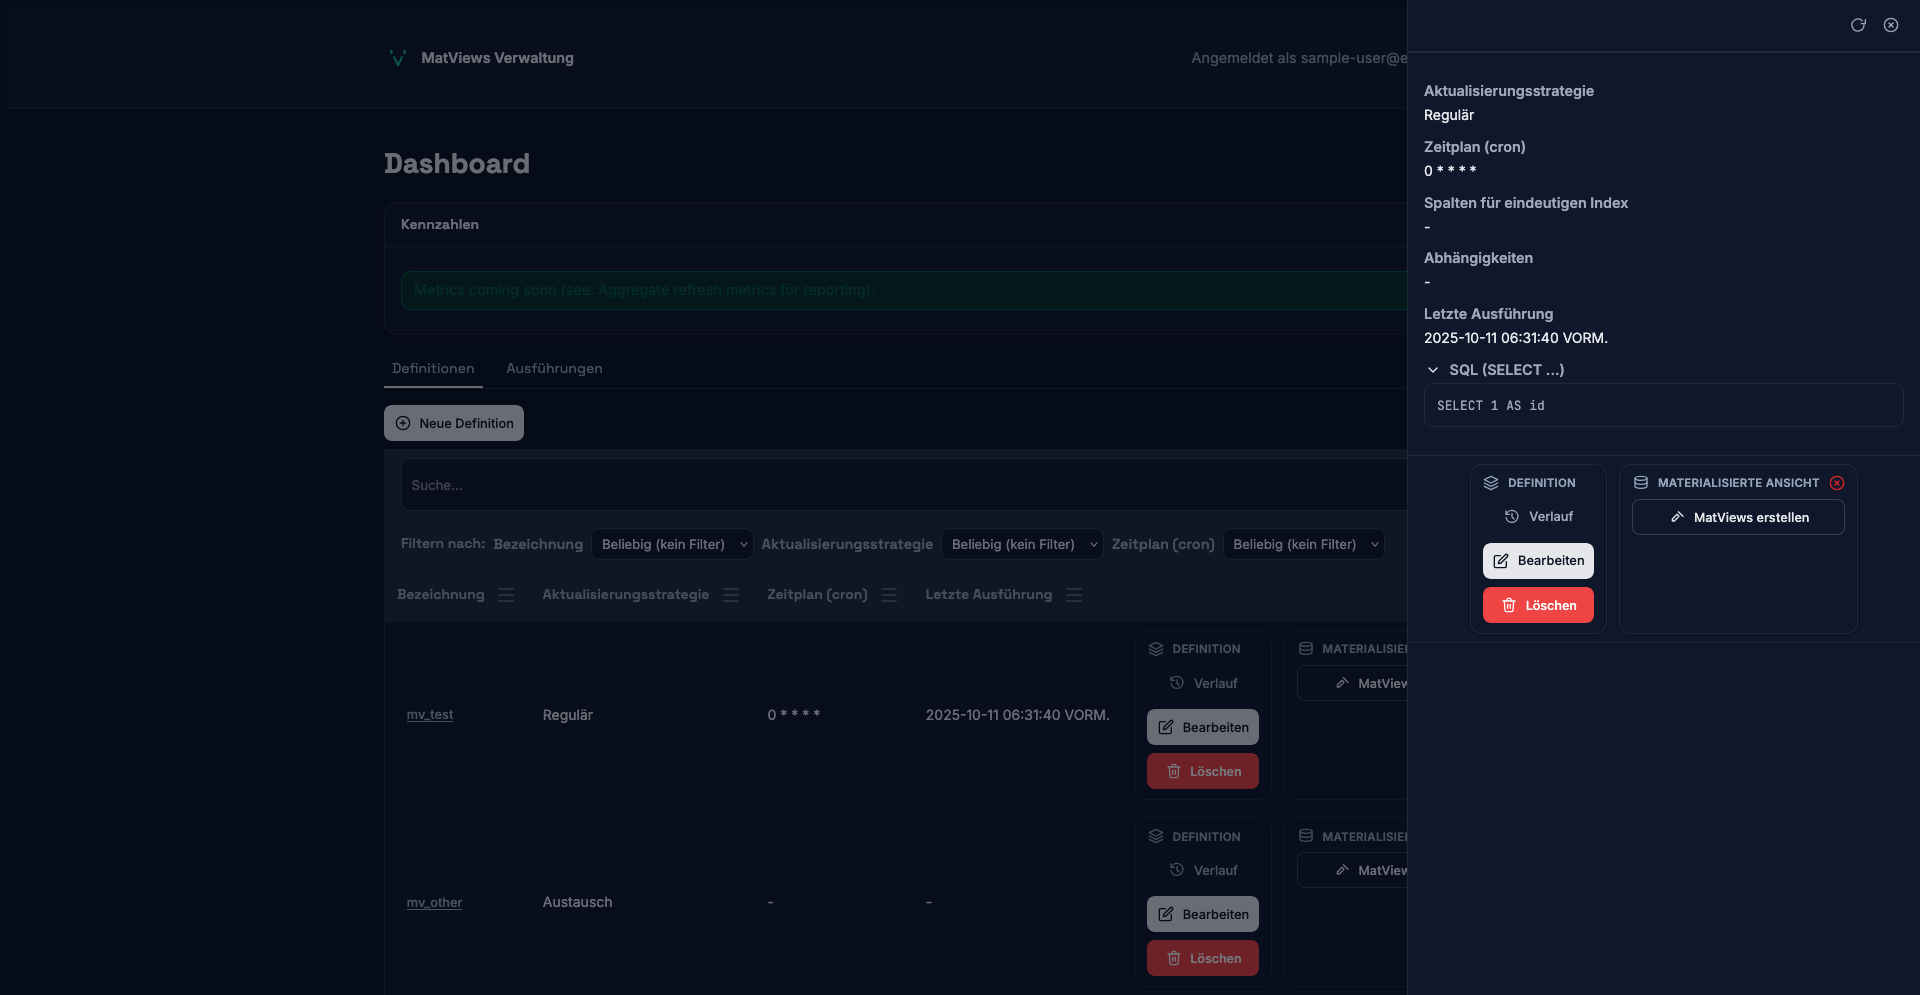 MatViews Verwaltung
Angemeldet als sample-user@e
Dashboard
Kennzahlen
Metrics coming soon (see: Aggregate refresh metrics for reporting).
Definitionen
Ausführungen
Neue Definition
Suche...
Filtern nach: Bezeichnung Beliebig (kein Filter) Aktualisierungsstrategie Beliebig (kein Filter) Zeitplan (cron) Beliebig (kein Filter)
Bezeichnung Aktualisierungsstrategie Zeitplan (cron) Letzte Ausführung
mv_test Regulär 0 * * * * 2025-10-11 06:31:40 VORM.
DEFINITION
Verlauf
Bearbeiten
Löschen
MATERIALISIE
MatView
mv_other Austausch - -
DEFINITION
Verlauf
Bearbeiten
Löschen
MATERIALISIE
MatView
Aktualisierungsstrategie
Regulär
Zeitplan (cron)
0 * * * *
Spalten für eindeutigen Index
-
Abhängigkeiten
-
Letzte Ausführung
2025-10-11 06:31:40 VORM.
SQL (SELECT ...)
SELECT 1 AS id
DEFINITION
Verlauf
Bearbeiten
Löschen
MATERIALISIERTE ANSICHT
MatViews erstellen